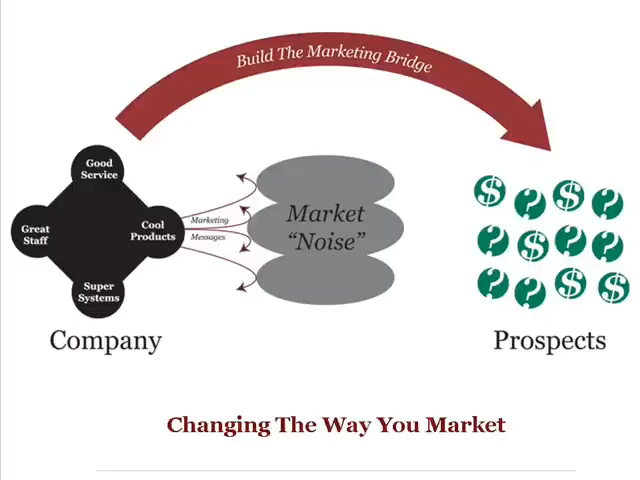 Build The Marketing Bridge
Good
Service
Great
Staff
Cool
Products
Super
Systems
Marketing
Messages
Market
“Noise”
$ ? $ ?
? $ ? ?
? ? $ $
Company
Prospects
Changing The Way You Market